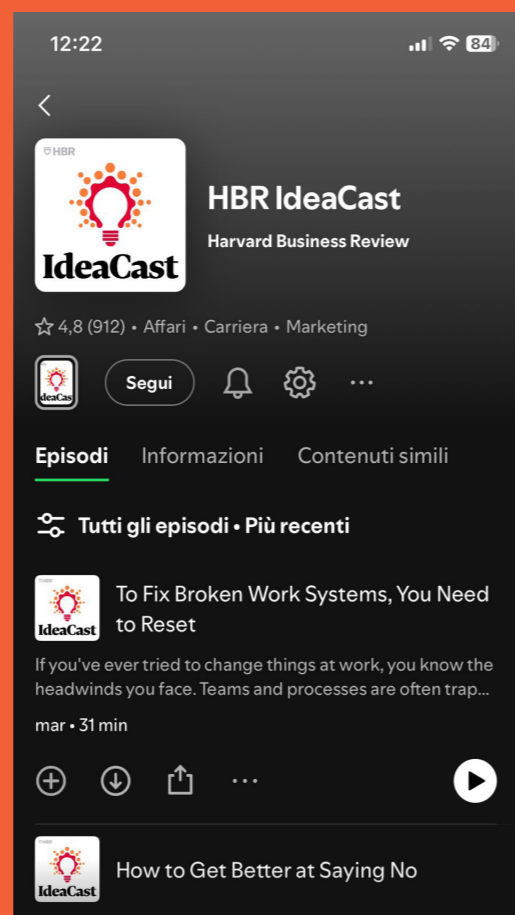 12:22
84
HBR
IdeaCast
HBR IdeaCast
Harvard Business Review
4,8 (912) • Affari • Carriera • Marketing
deaCas
Segui
...
Episodi Informazioni Contenuti simili
Tutti gli episodi • Più recenti
IdeaCast
To Fix Broken Work Systems, You Need
to Reset
If you've ever tried to change things at work, you know the
headwinds you face. Teams and processes are often trap...
mar • 31 min
...
IdeaCast
How to Get Better at Saying No